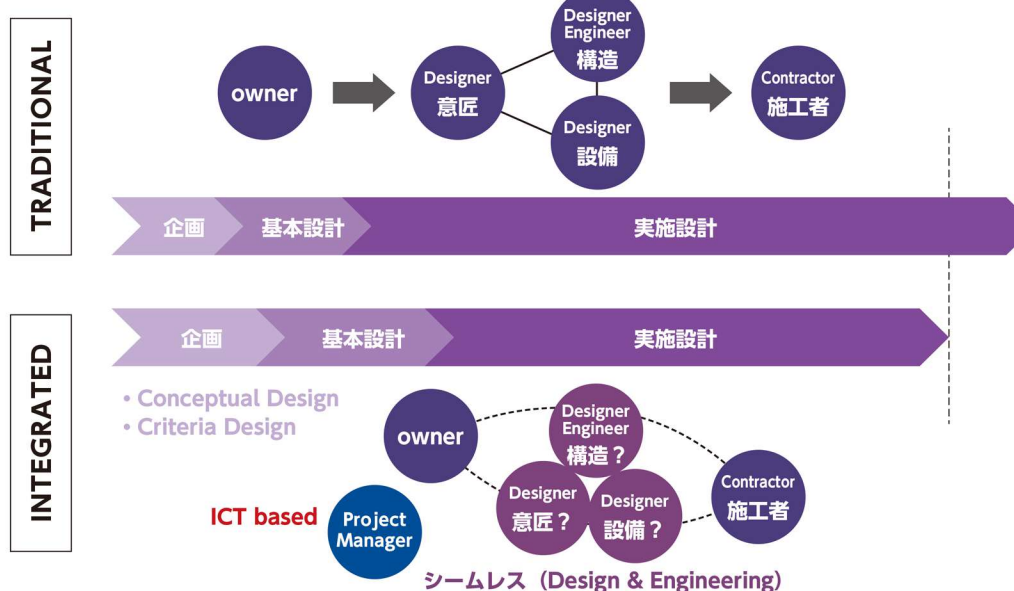 TRADITIONAL
owner
Designer
意匠
Designer
Engineer
構造
Designer
設備
Contractor
施工者
企画
基本設計
実施設計
INTEGRATED
企画
基本設計
実施設計
• Conceptual Design
• Criteria Design
owner
Designer
Engineer
構造？
Designer
意匠？
Designer
設備？
Contractor
施工者
ICT based
Project
Manager
シームレス（Design & Engineering）